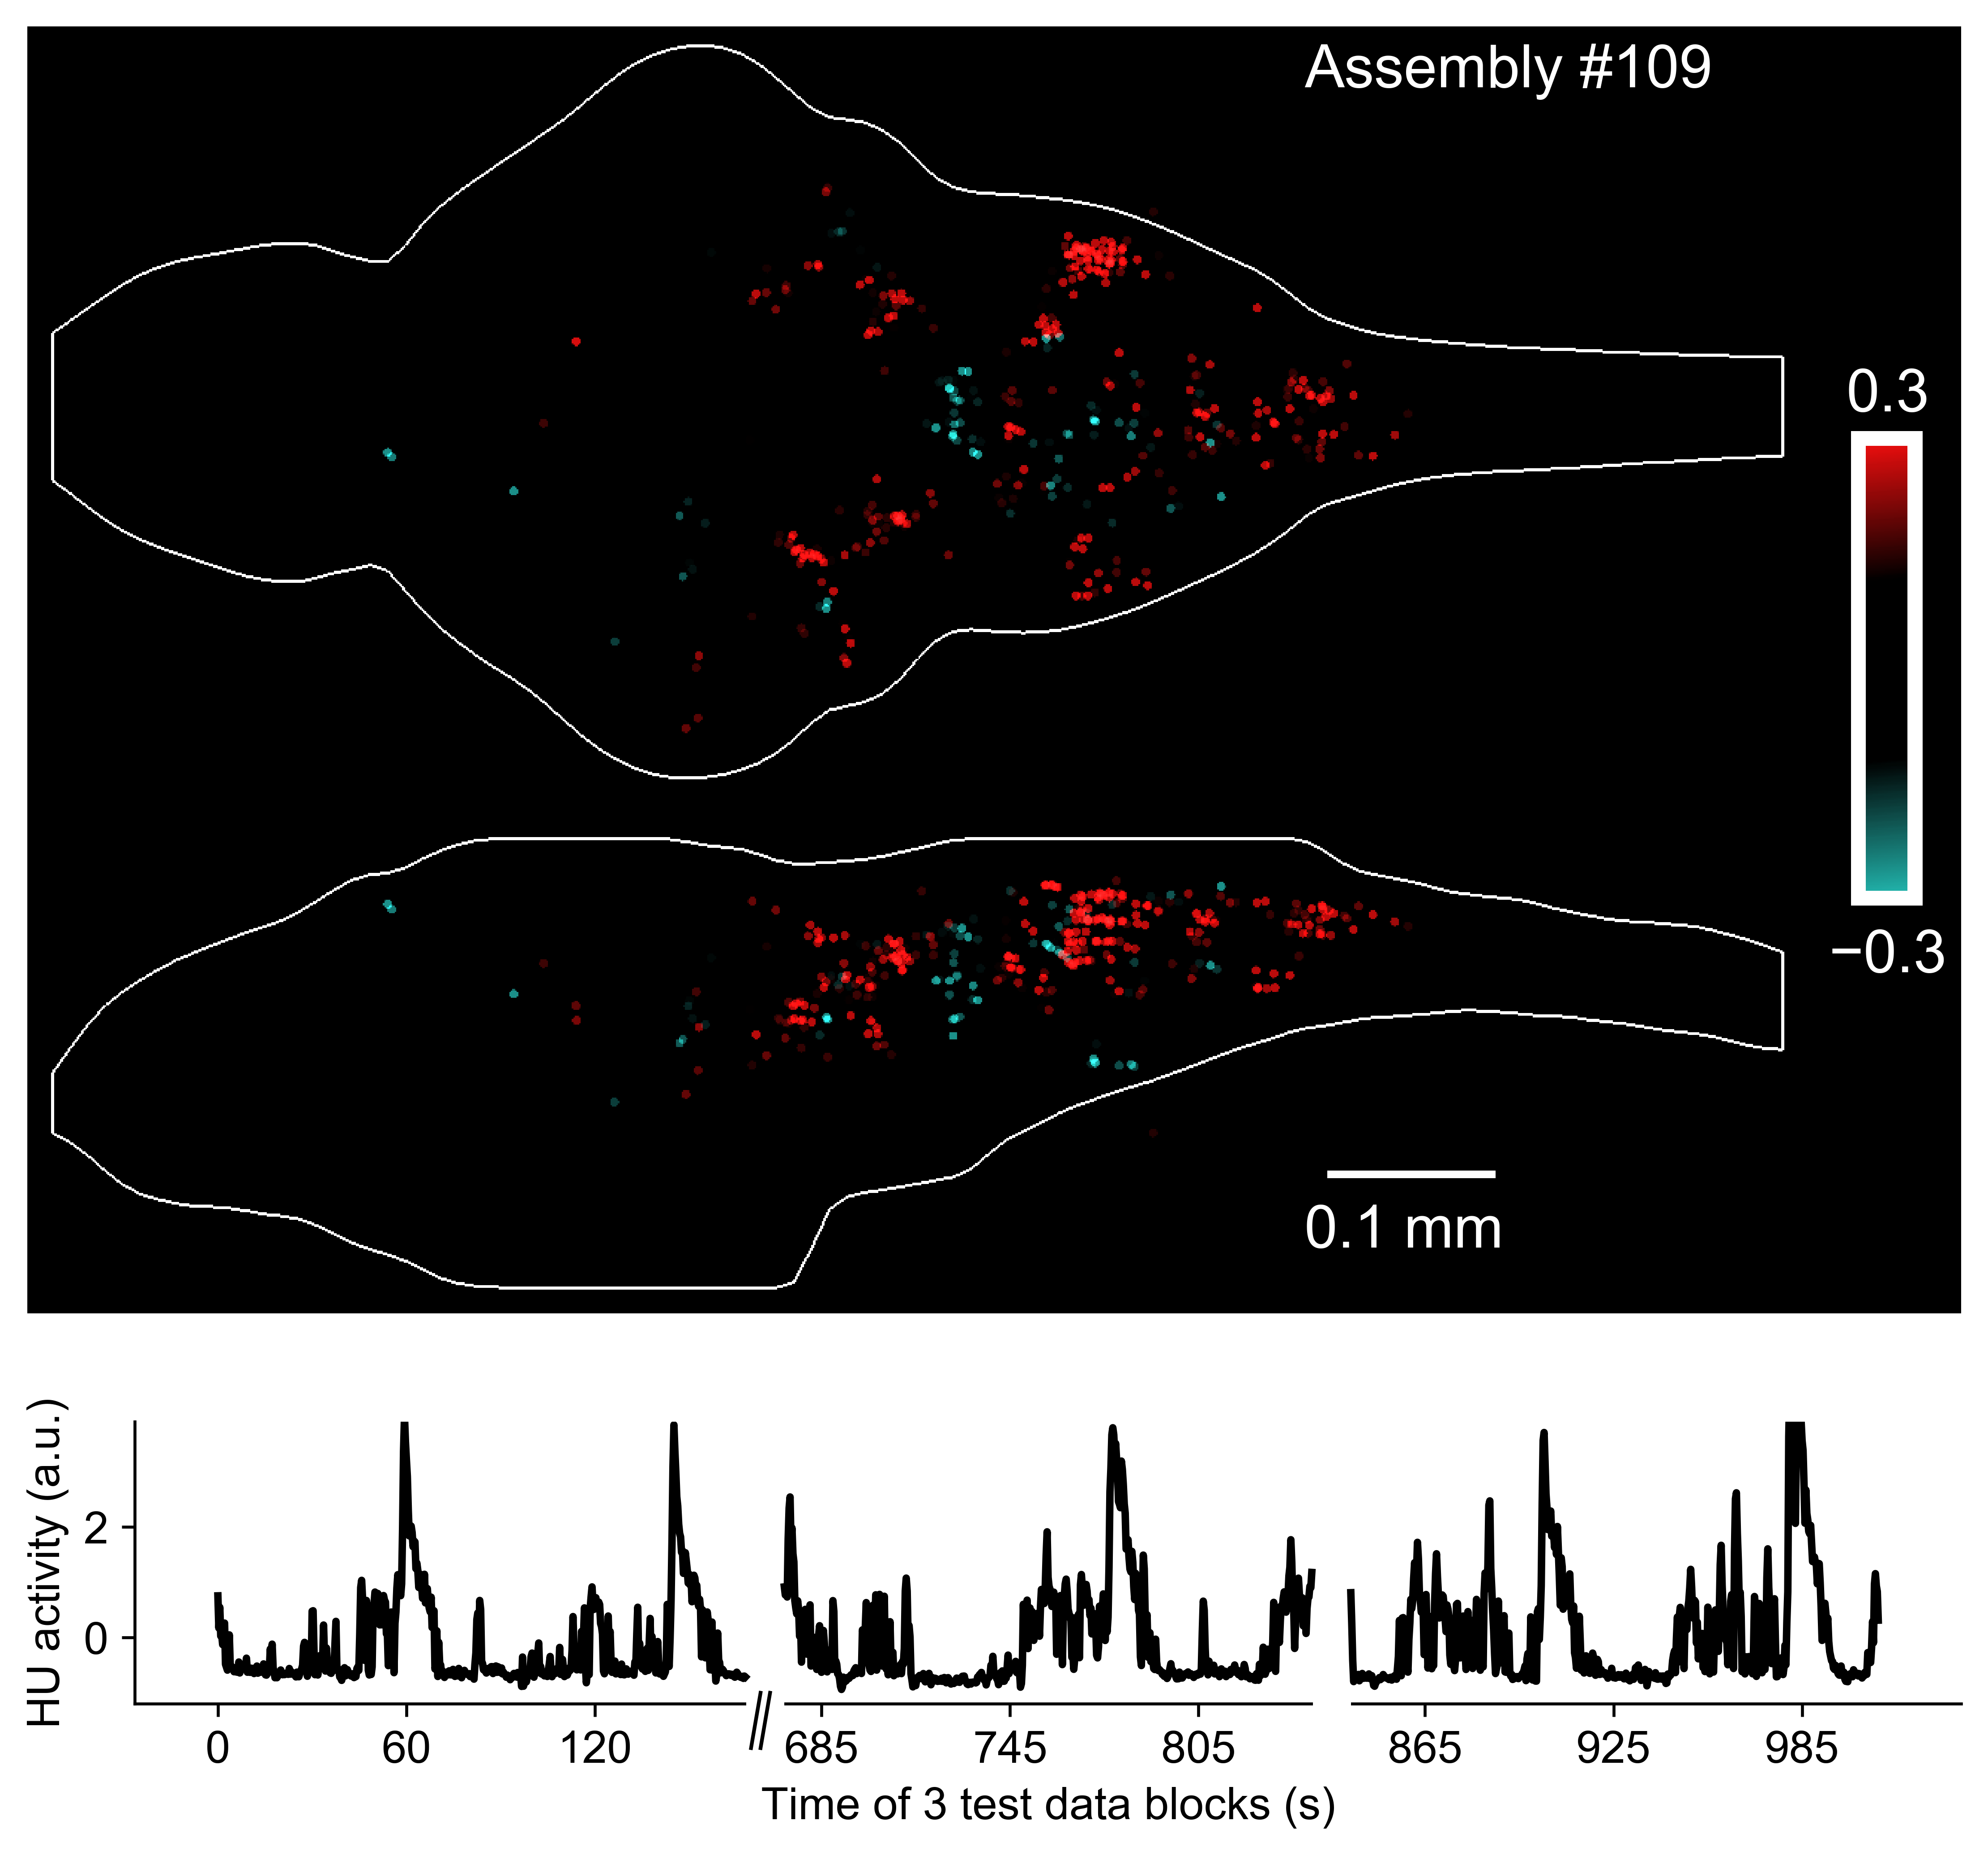 Assembly #109
0.3
−0.3
0.1 mm
HU activity (a.u.)
2
0
0 60 120 685 745 805 865 925 985
Time of 3 test data blocks (s)